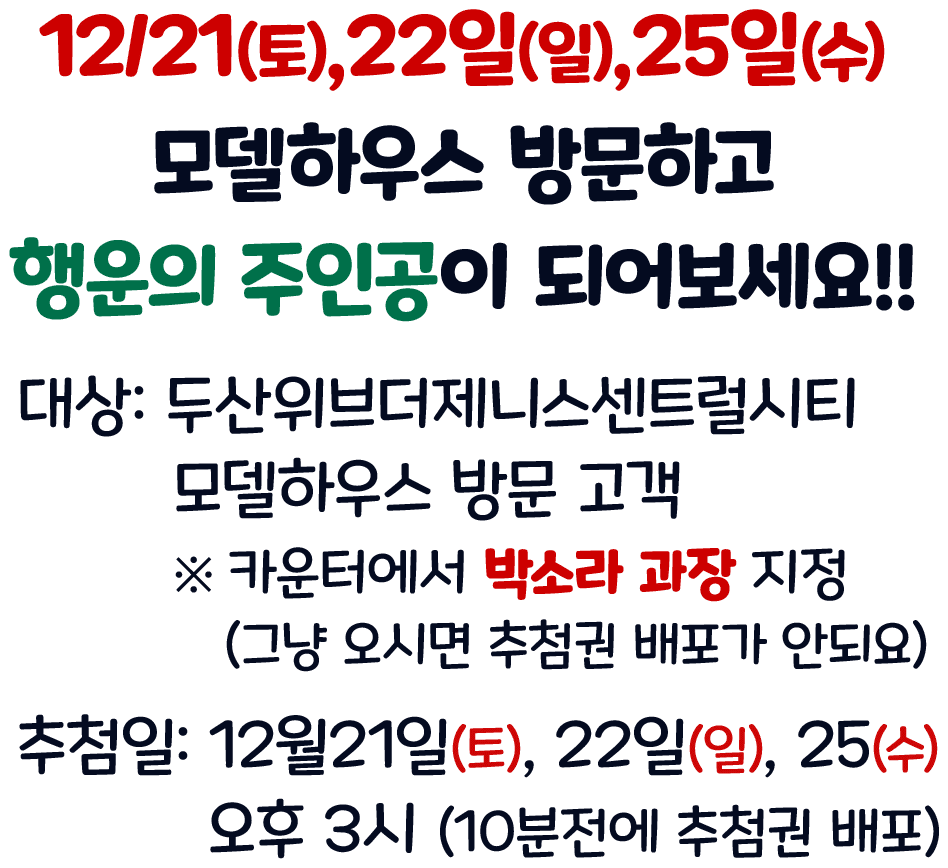 12/21(토),22일(일),25일(수)
모델하우스 방문하고
행운의 주인공이 되어보세요!!
대상: 두산위브더제니스센트럴시티
모델하우스 방문 고객
※ 카운터에서 박소라 과장 지정
(그냥 오시면 추첨권 배포가 안되요)
추첨일: 12월21일(토), 22일(일), 25(수)
오후 3시 (10분전에 추첨권 배포)